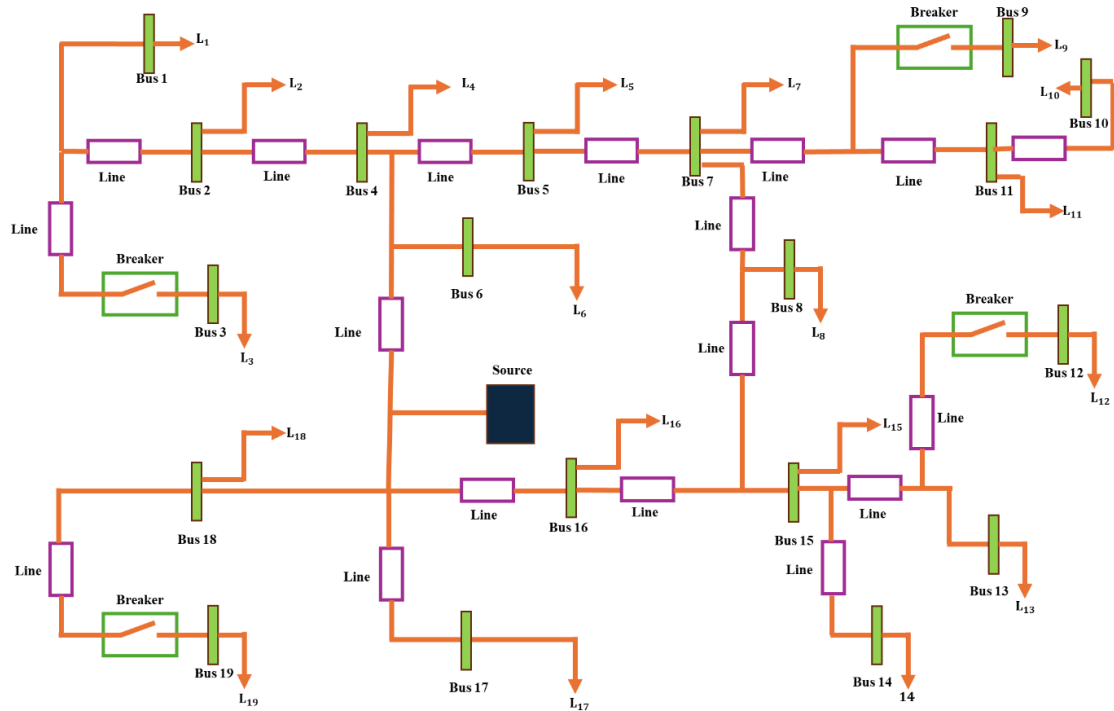 Breaker
Bus 9
L₁
Bus 1
L₉
L₂
L₄
L₅
L₇
L₁₀
Bus 10
Line
Bus 2
Line
Bus 4
Line
Bus 5
Line
Bus 7
Line
Line
Bus 11
Line
L₁₁
Line
Line
Breaker
Bus 3
L₃
Bus 6
L₆
Line
Bus 8
L₈
Line
Breaker
Bus 12
L₁₂
Source
Line
L₁₈
L₁₆
L₁₅
Bus 18
Line
Bus 16
Line
Bus 15
Line
Line
Line
Line
Bus 13
L₁₃
Breaker
Bus 19
L₁₉
Bus 17
L₁₇
Bus 14
14